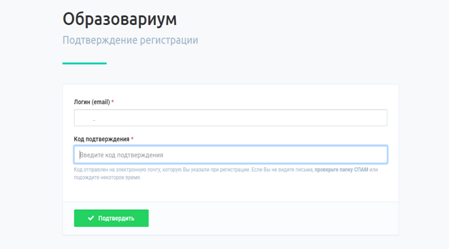 Образовариум
Подтверждение регистрации
Логин (email) *
Код подтверждения *
Введите код подтверждения
Код отправлен на электронную почту, которую Вы указали при регистрации. Если Вы не видите письма, проверьте папку СПАМ или
подождите некоторое время.
Подтвердить